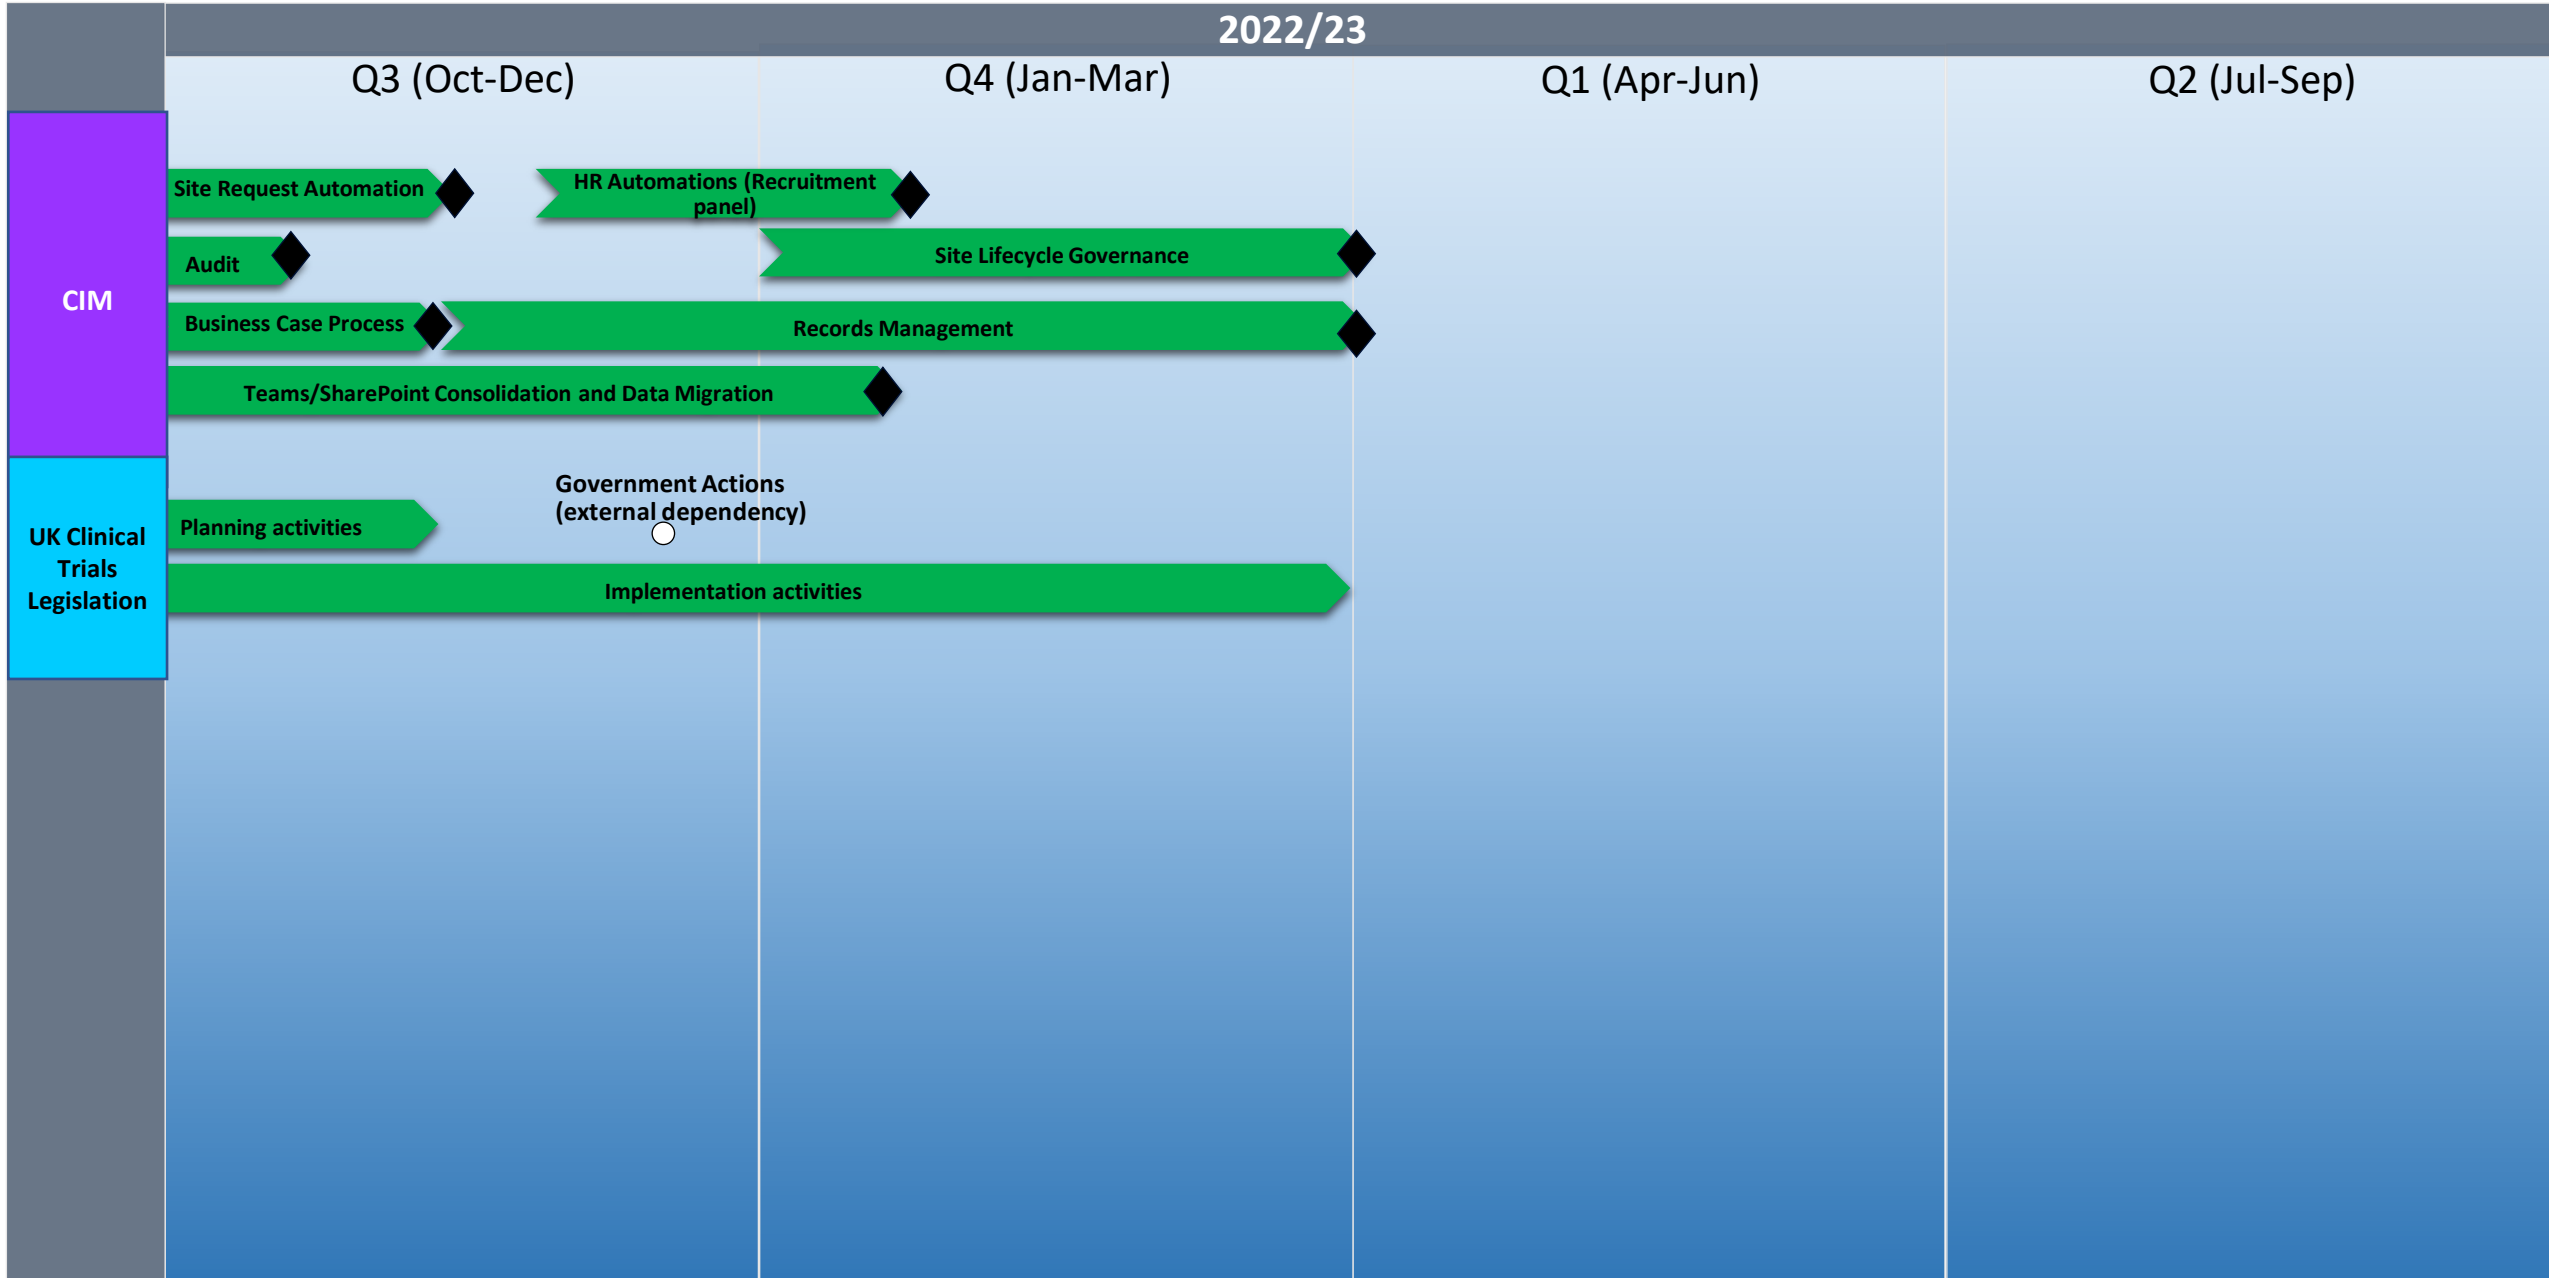 2022/23
Q3 (Oct-Dec)
Q4 (Jan-Mar)
Q1 (Apr-Jun)
Q2 (Jul-Sep)
CIM
Site Request Automation
HR Automations (Recruitment
panel)
Audit
Site Lifecycle Governance
Business Case Process
Records Management
Teams/SharePoint Consolidation and Data Migration
UK Clinical
Trials
Legislation
Government Actions
(external dependency)
Planning activities
Implementation activities